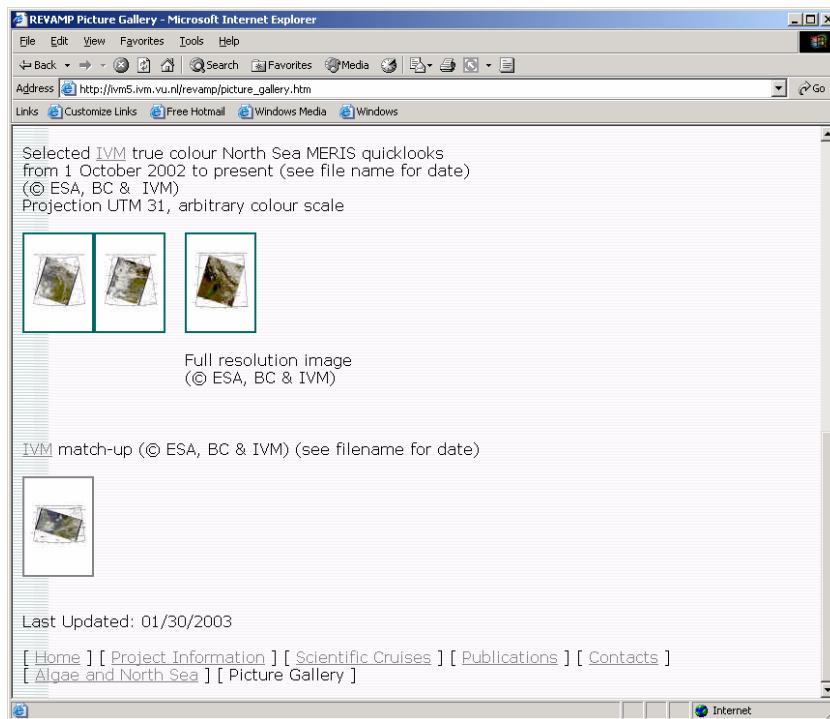 REVAMP Picture Gallery - Microsoft Internet Explorer
File Edit View Favorites Tools Help
Back Search Favorites Media
Address http://ivm5.ivm.vu.nl/revamp/picture_gallery.htm Go
Links Customize Links Free Hotmail Windows Media Windows
Selected IVM true colour North Sea MERIS quicklooks
from 1 October 2002 to present (see file name for date)
(© ESA, BC & IVM)
Projection UTM 31, arbitrary colour scale
Full resolution image
(© ESA, BC & IVM)
IVM match-up (© ESA, BC & IVM) (see filename for date)
Last Updated: 01/30/2003
[ Home ] [ Project Information ] [ Scientific Cruises ] [ Publications ] [ Contacts ]
[ Algae and North Sea ] [ Picture Gallery ]
Internet